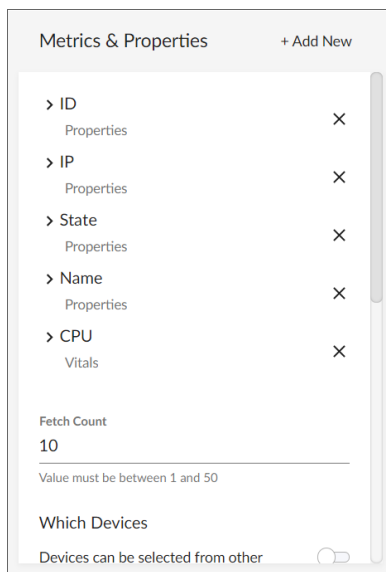 Metrics & Properties + Add New
ID
Properties
IP
Properties
State
Properties
Name
Properties
CPU
Vitals
Fetch Count
10
Value must be between 1 and 50
Which Devices
Devices can be selected from other